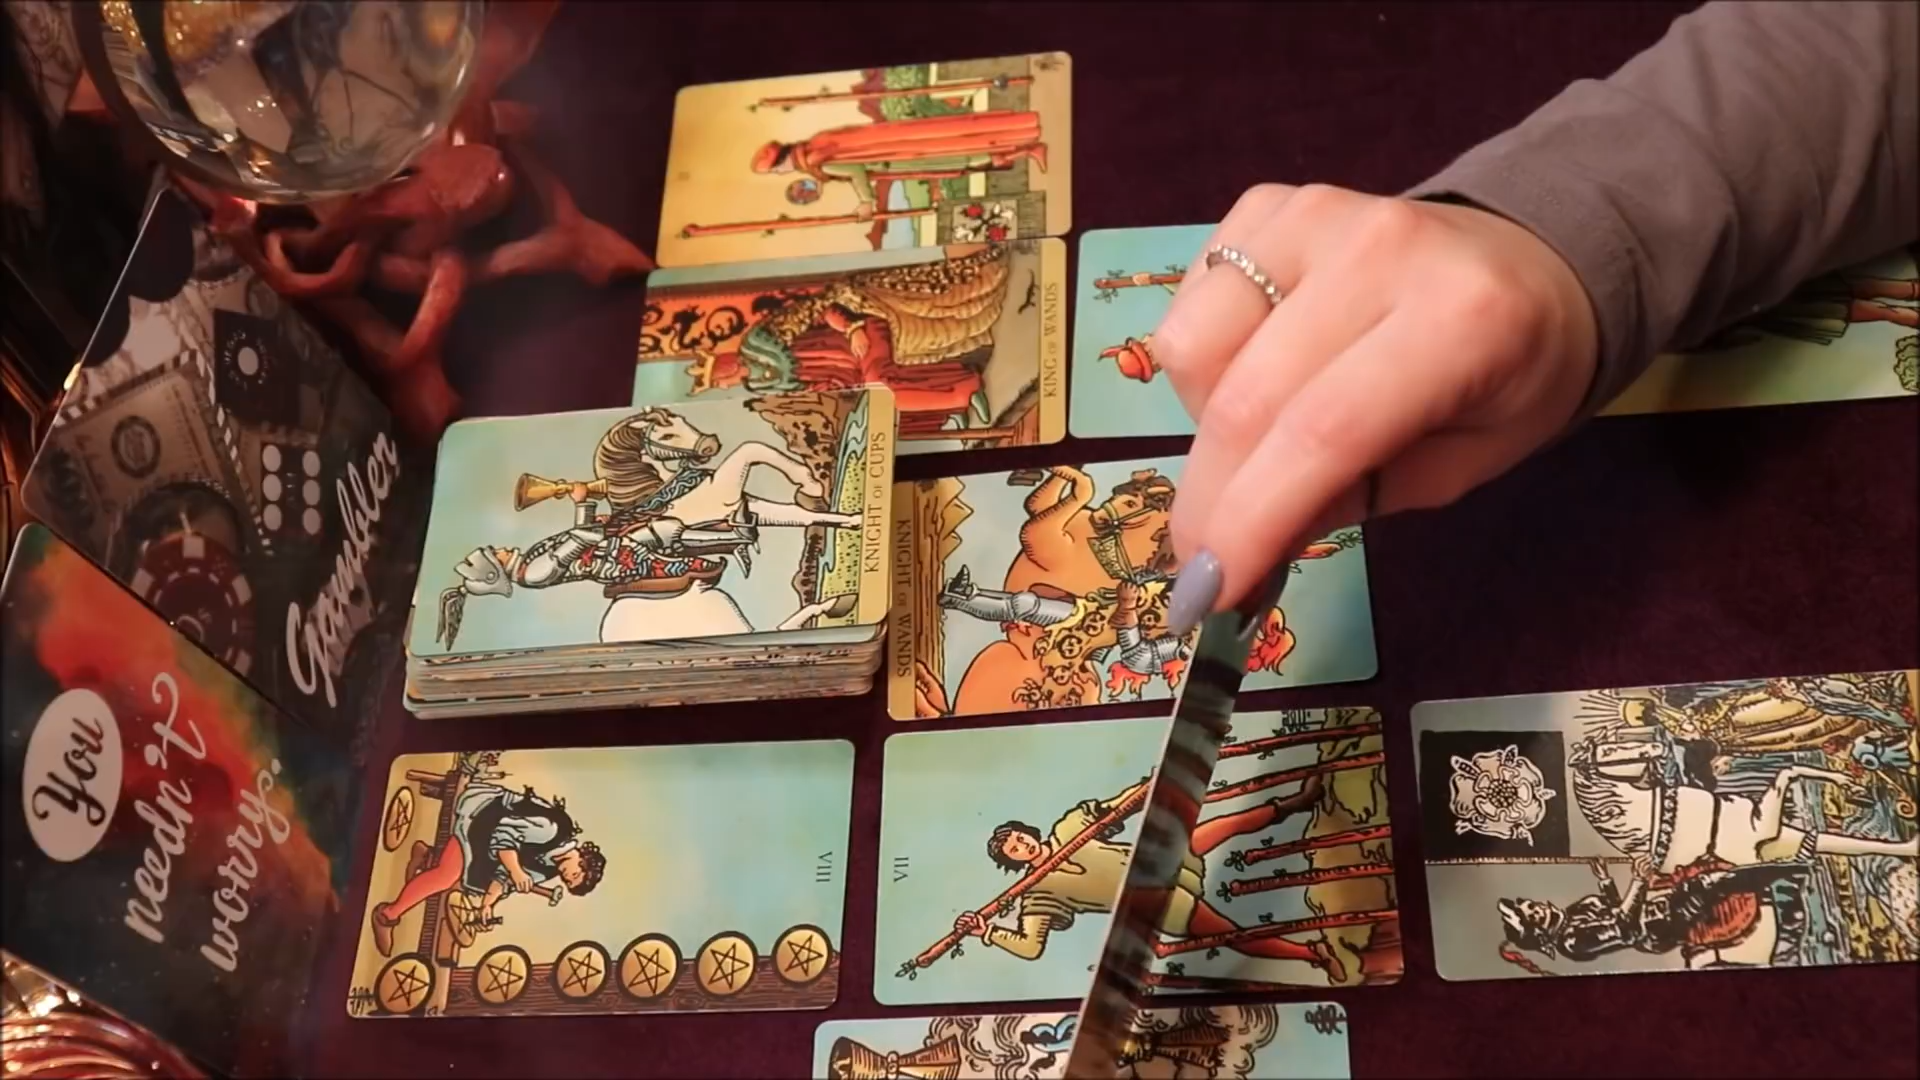 KING OF WANDS
KNIGHT OF CUPS
KNIGHT OF WANDS
Gambler
You
needn't
worry.
VIII
VII